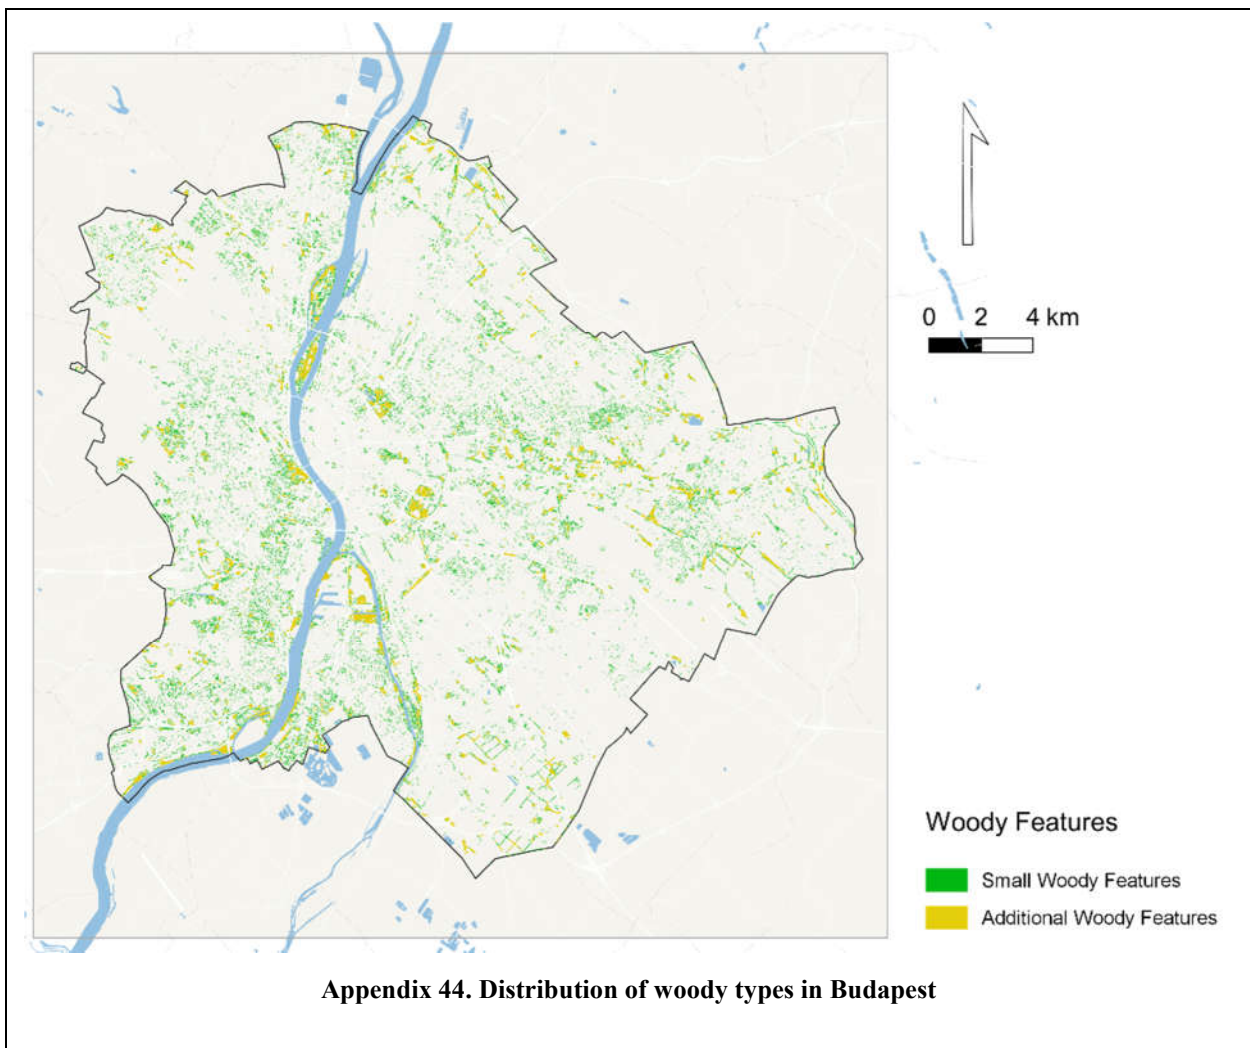 0 2 4 km
Woody Features
Small Woody Features
Additional Woody Features
Appendix 44. Distribution of woody types in Budapest